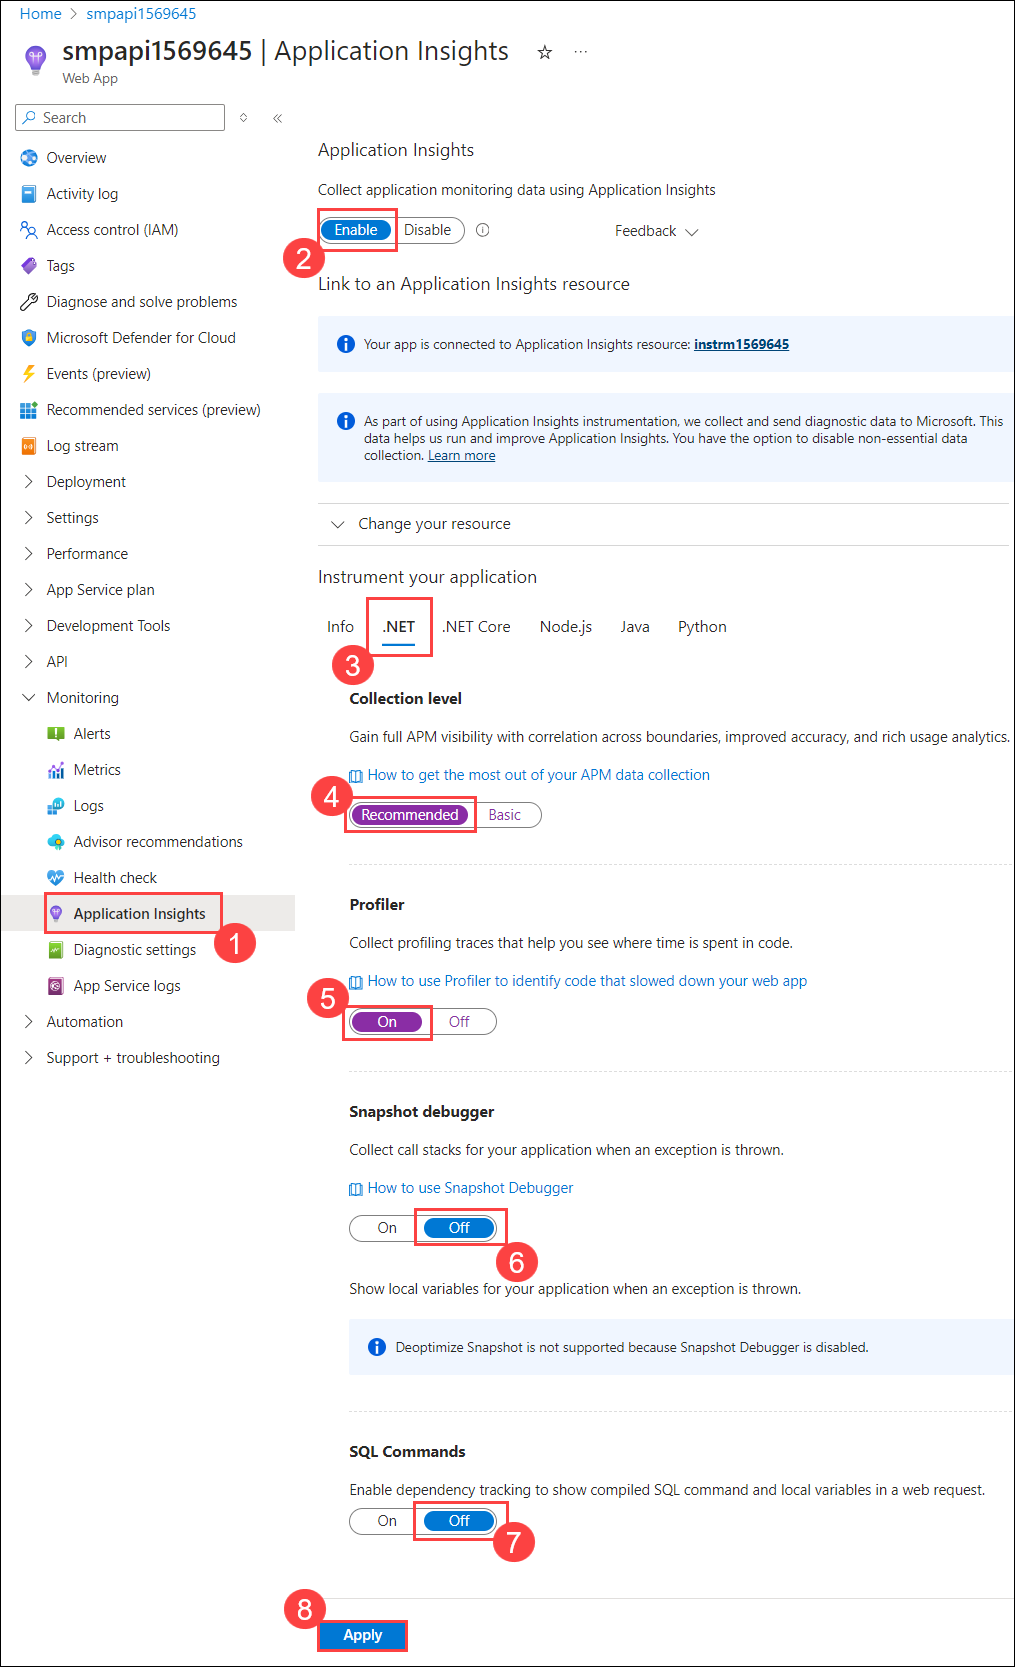 Home > smpapi1569645
smpapi1569645 | Application Insights
Web App
Search
Overview
Activity log
Access control (IAM)
Tags
Diagnose and solve problems
Microsoft Defender for Cloud
Events (preview)
Recommended services (preview)
Log stream
Deployment
Settings
Performance
App Service plan
Development Tools
API
Monitoring
Alerts
Metrics
Logs
Advisor recommendations
Health check
Application Insights
1
Diagnostic settings
App Service logs
Automation
Support + troubleshooting
Application Insights
Collect application monitoring data using Application Insights
Enable Disable
Feedback
2
Link to an Application Insights resource
Your app is connected to Application Insights resource: instrm1569645
As part of using Application Insights instrumentation, we collect and send diagnostic data to Microsoft. This
data helps us run and improve Application Insights. You have the option to disable non-essential data
collection. Learn more
Change your resource
Instrument your application
Info .NET .NET Core Node.js Java Python
3
Collection level
Gain full APM visibility with correlation across boundaries, improved accuracy, and rich usage analytics.
How to get the most out of your APM data collection
4
Recommended Basic
Profiler
Collect profiling traces that help you see where time is spent in code.
How to use Profiler to identify code that slowed down your web app
5
On Off
Snapshot debugger
Collect call stacks for your application when an exception is thrown.
How to use Snapshot Debugger
On Off
6
Show local variables for your application when an exception is thrown.
Deoptimize Snapshot is not supported because Snapshot Debugger is disabled.
SQL Commands
Enable dependency tracking to show compiled SQL command and local variables in a web request.
On Off
7
8
Apply